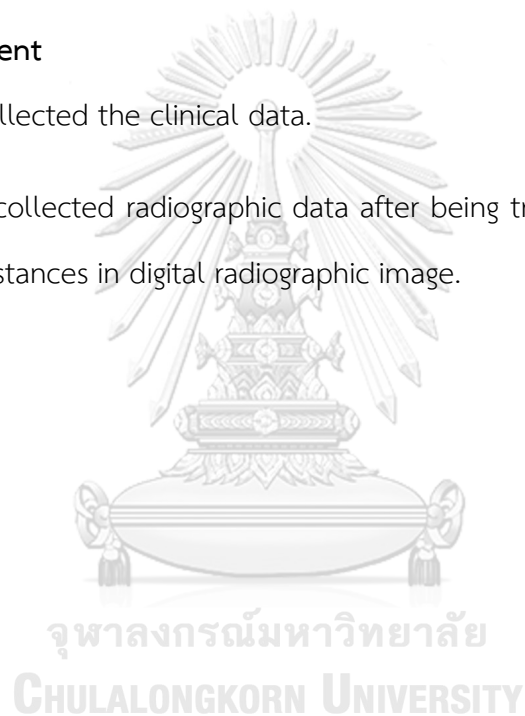 ent
llected the clinical data.
collected radiographic data after being tr
stances in digital radiographic image.
จุฬาลงกรณ์มหาวิทยาลัย
CHULALONGKORN UNIVERSITY